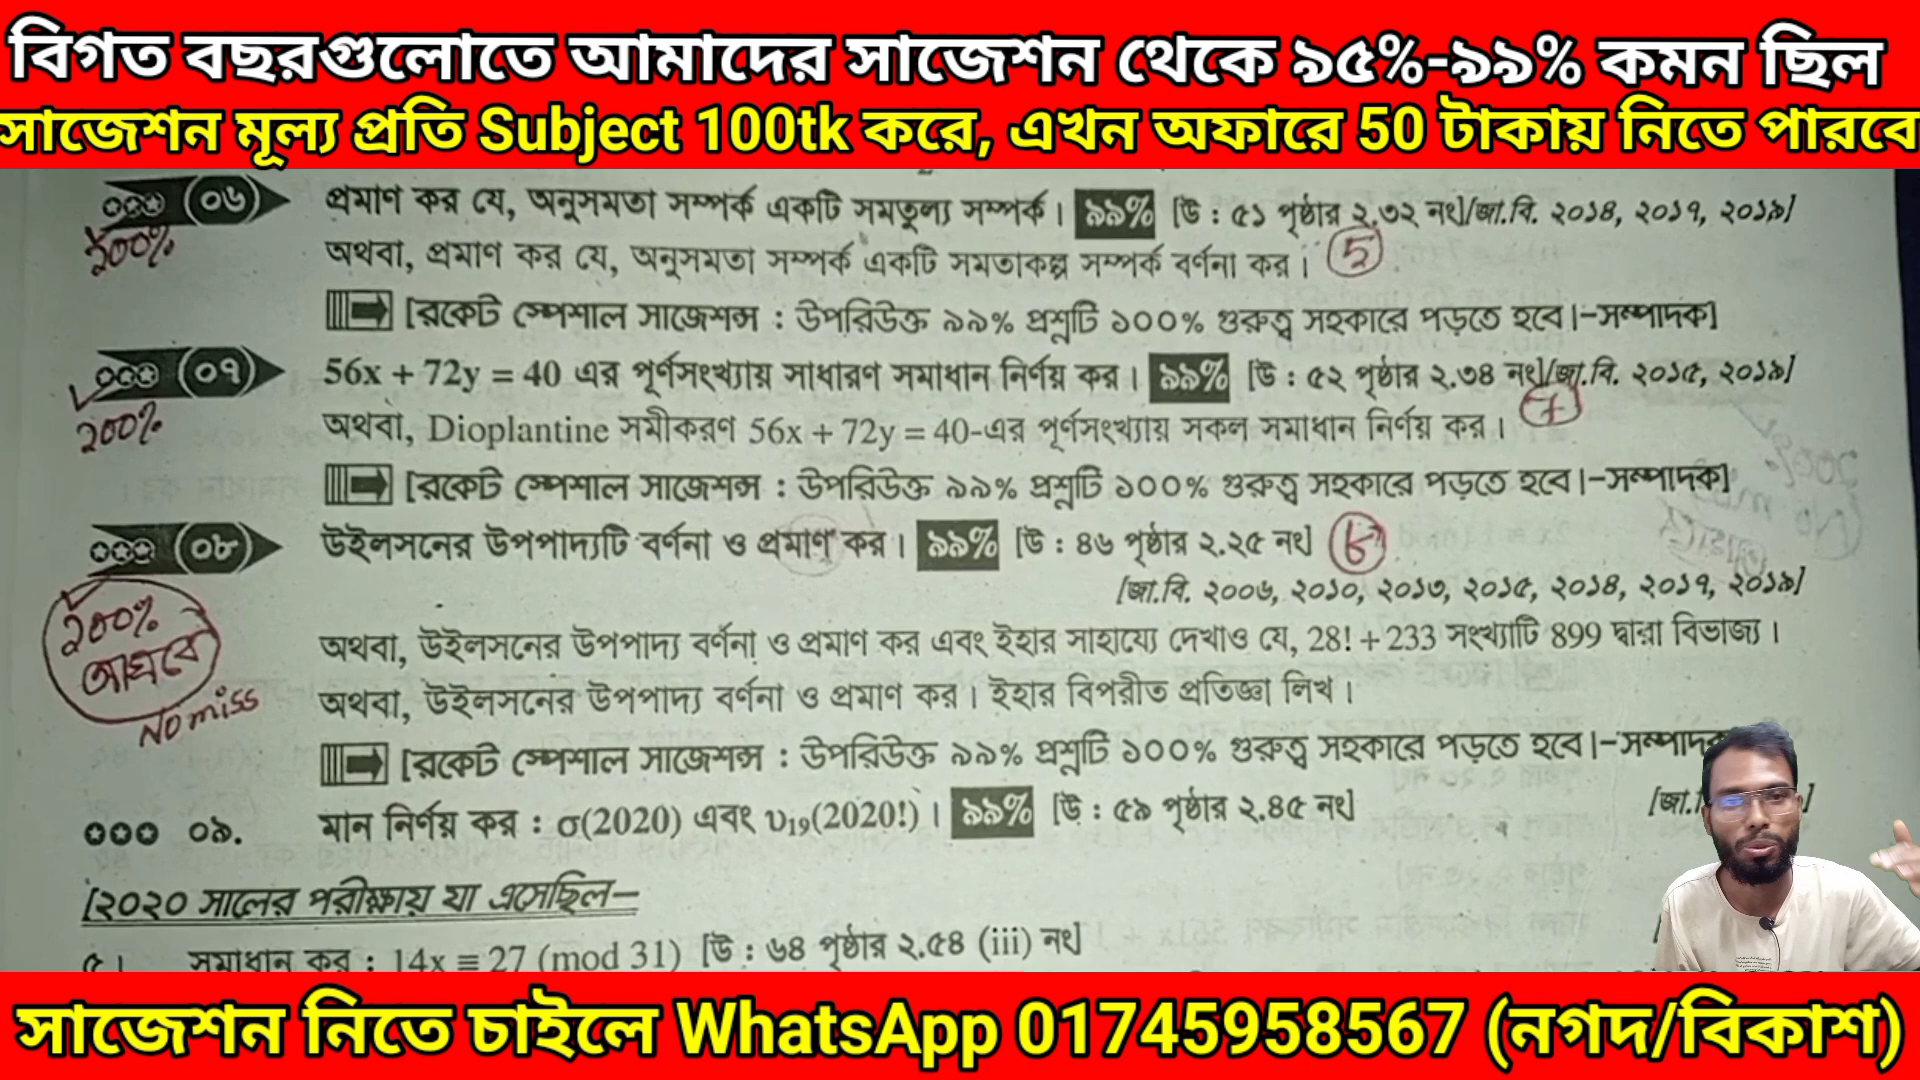 বিগত বছরগুলোতে আমাদের সাজেশন থেকে ৯৫%-৯৯% কমন ছিল
সাজেশন মূল্য প্রতি Subject 100tk করে, এখন অফারে 50 টাকায় নিতে পারবে
০৬ প্রমাণ কর যে, অনুসমতা সম্পর্ক একটি সমতুল্য সম্পর্ক। ৯৯% [উ : ৫১ পৃষ্ঠার ২.৩২ নং]/জা.বি. ২০১৪, ২০১৭, ২০১৯]
২০০%
অথবা, প্রমাণ কর যে, অনুসমতা সম্পর্ক একটি সমতাকল্প সম্পর্ক বর্ণনা কর। 5
[রকেট স্পেশাল সাজেশন্স : উপরিউক্ত ৯৯% প্রশ্নটি ১০০% গুরুত্ব সহকারে পড়তে হবে।-সম্পাদক]
০৭ 56x + 72y = 40 এর পূর্ণসংখ্যায় সাধারণ সমাধান নির্ণয় কর। ৯৯% [উ : ৫২ পৃষ্ঠার ২.৩৪ নং]/জা.বি. ২০১৫, ২০১৯]
২০০%
অথবা, Dioplantine সমীকরণ 56x + 72y = 40-এর পূর্ণসংখ্যায় সকল সমাধান নির্ণয় কর।
[রকেট স্পেশাল সাজেশন্স : উপরিউক্ত ৯৯% প্রশ্নটি ১০০% গুরুত্ব সহকারে পড়তে হবে।-সম্পাদক]
০৮ উইলসনের উপপাদ্যটি বর্ণনা ও প্রমাণ কর। ৯৯% [উ : ৪৬ পৃষ্ঠার ২.২৫ নং]
[জা.বি. ২০০৬, ২০১০, ২০১৩, ২০১৫, ২০১৪, ২০১৭, ২০১৯]
২০০%
আসবে
No miss
অথবা, উইলসনের উপপাদ্য বর্ণনা ও প্রমাণ কর এবং ইহার সাহায্যে দেখাও যে, 28! + 233 সংখ্যাটি 899 দ্বারা বিভাজ্য।
অথবা, উইলসনের উপপাদ্য বর্ণনা ও প্রমাণ কর। ইহার বিপরীত প্রতিজ্ঞা লিখ।
[রকেট স্পেশাল সাজেশন্স : উপরিউক্ত ৯৯% প্রশ্নটি ১০০% গুরুত্ব সহকারে পড়তে হবে।-সম্পাদক
০৯. মান নির্ণয় কর : σ(2020) এবং υ₁₉(2020!)। ৯৯% [উ : ৫৯ পৃষ্ঠার ২.৪৫ নং] [জা.
[২০২০ সালের পরীক্ষায় যা এসেছিল–
৫। সমাধান কর : 14x ≡ 27 (mod 31) [উ : ৬৪ পৃষ্ঠার ২.৫৪ (iii) নং]
সাজেশন নিতে চাইলে WhatsApp 01745958567 (নগদ/বিকাশ)